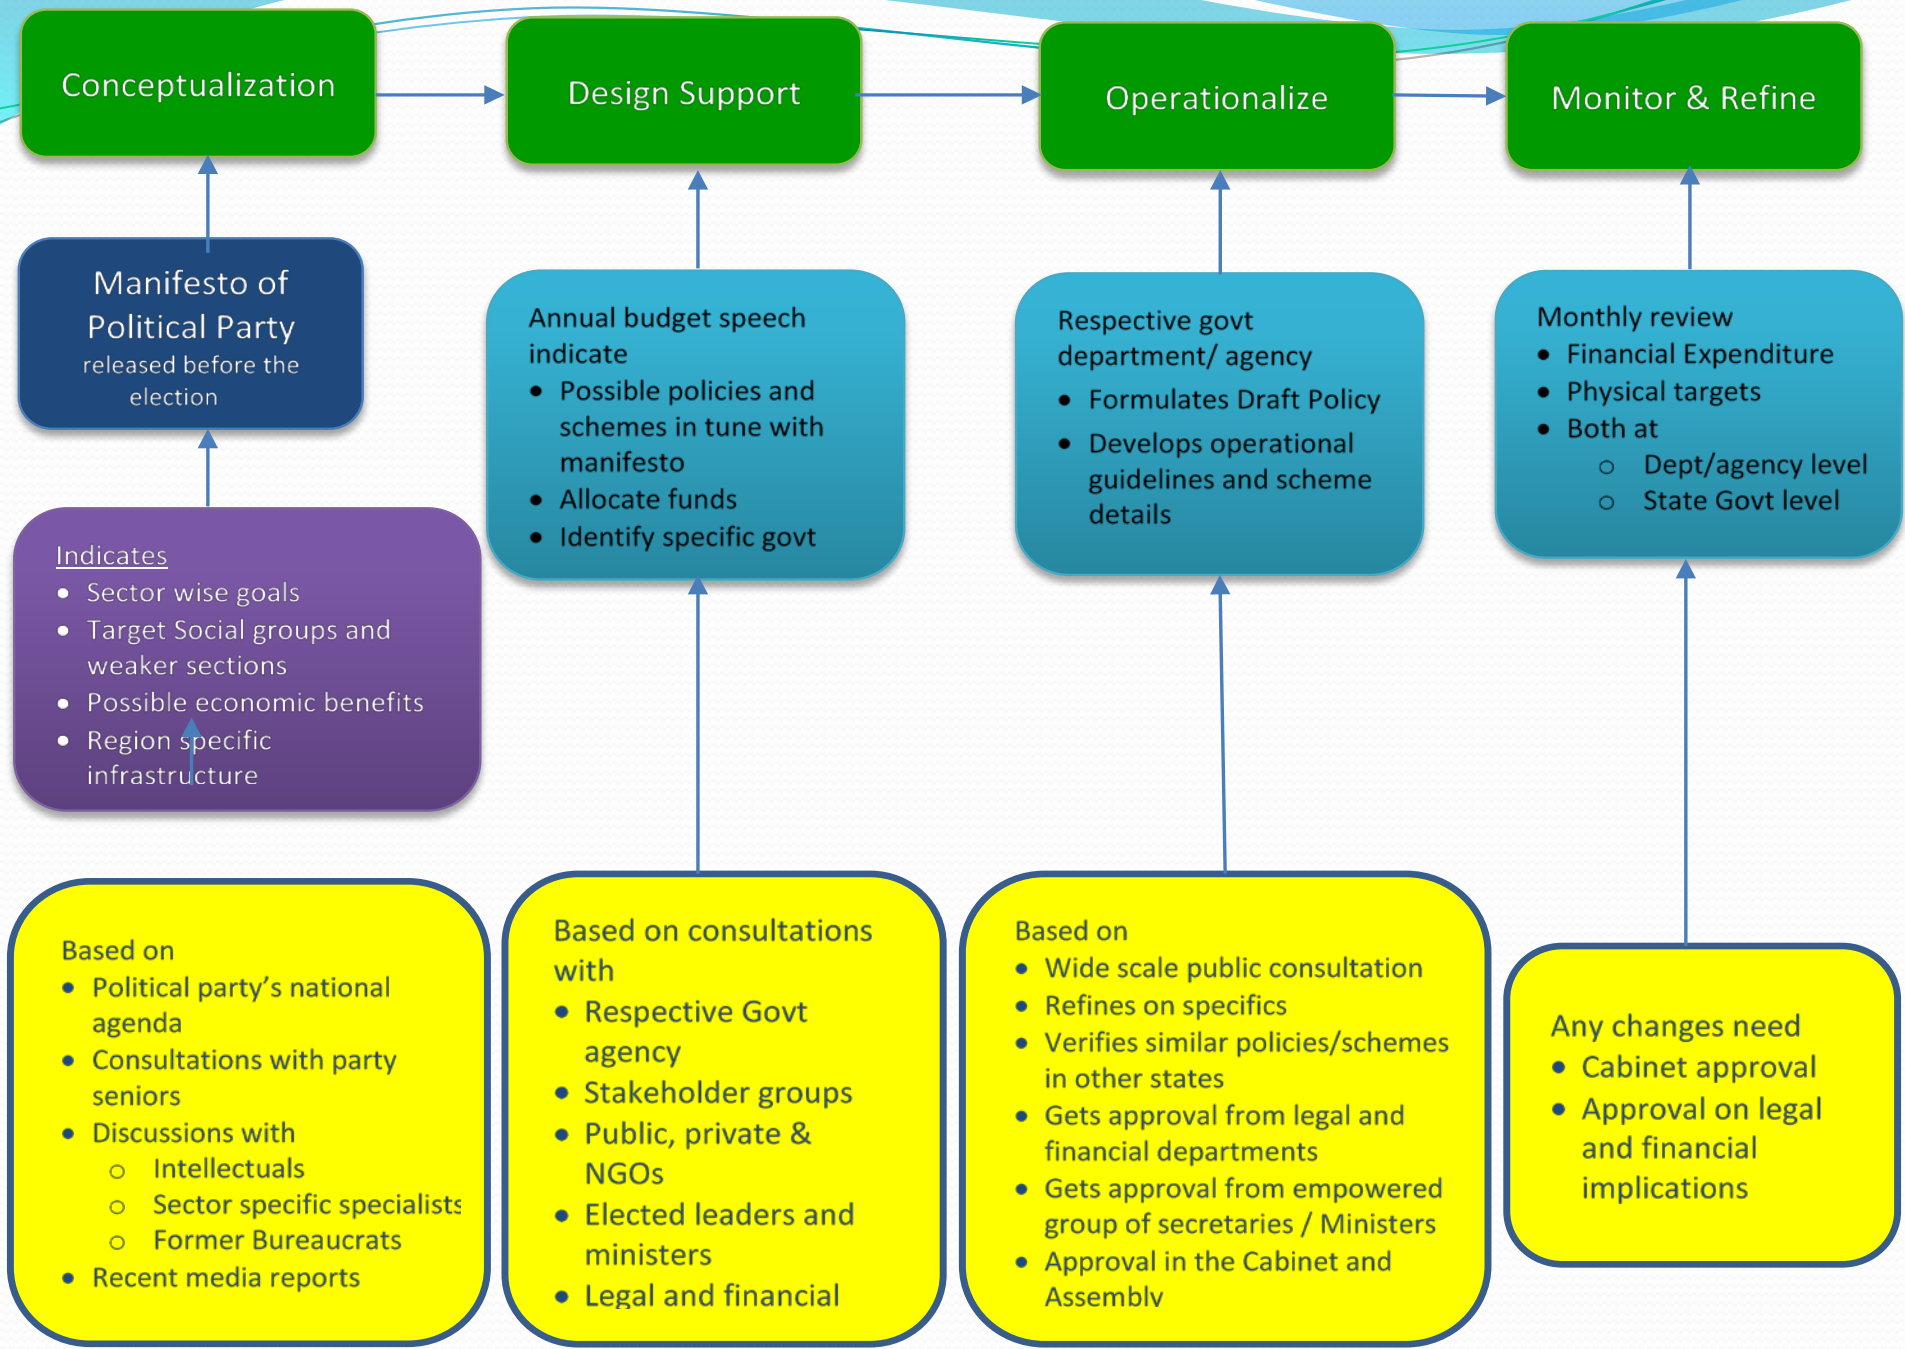 Conceptualization
Design Support
Operationalize
Monitor & Refine
Manifesto of
Political Party
released before the
election
Indicates
• Sector wise goals
• Target Social groups and
weaker sections
• Possible economic benefits
• Region specific
infrastructure
Based on
• Political party’s national
agenda
• Consultations with party
seniors
• Discussions with
o Intellectuals
o Sector specific specialists
o Former Bureaucrats
• Recent media reports
Annual budget speech
indicate
• Possible policies and
schemes in tune with
manifesto
• Allocate funds
• Identify specific govt
Based on consultations
with
• Respective Govt
agency
• Stakeholder groups
• Public, private &
NGOs
• Elected leaders and
ministers
• Legal and financial
Respective govt
department/ agency
• Formulates Draft Policy
• Develops operational
guidelines and scheme
details
Based on
• Wide scale public consultation
• Refines on specifics
• Verifies similar policies/schemes
in other states
• Gets approval from legal and
financial departments
• Gets approval from empowered
group of secretaries / Ministers
• Approval in the Cabinet and
Assembly
Monthly review
• Financial Expenditure
• Physical targets
• Both at
o Dept/agency level
o State Govt level
Any changes need
• Cabinet approval
• Approval on legal
and financial
implications